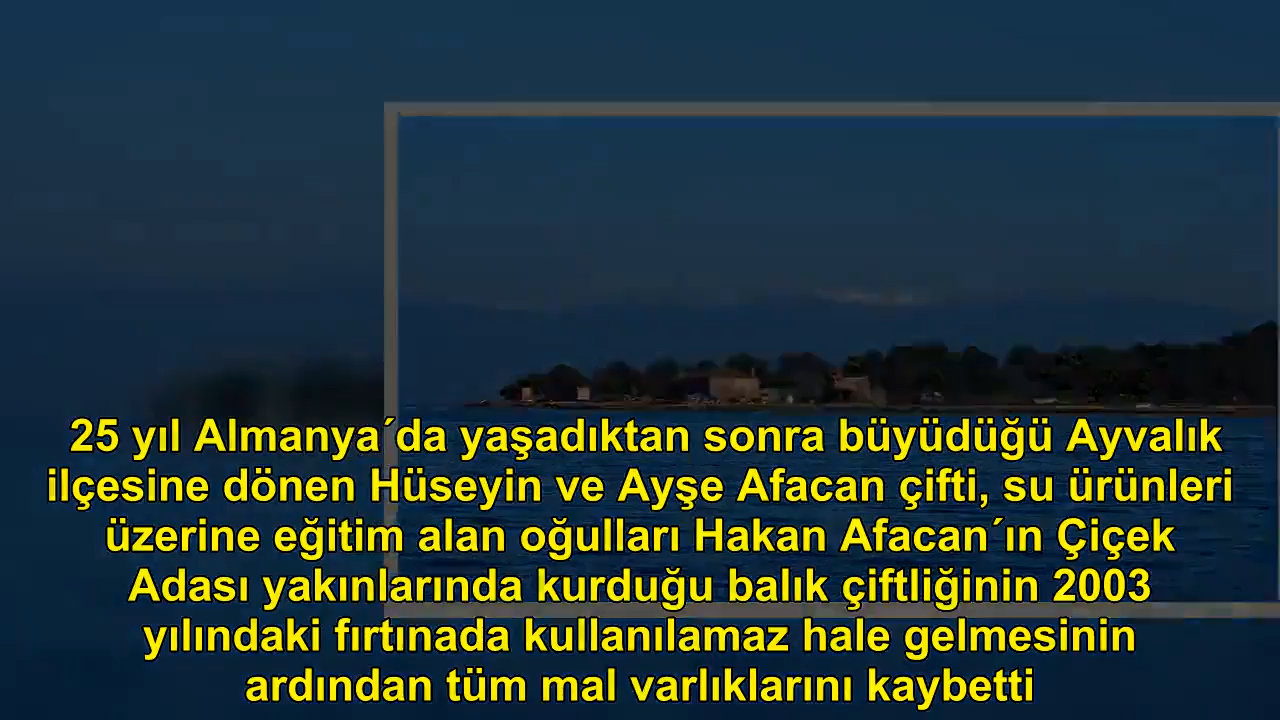 25 yıl Almanya´da yaşadıktan sonra büyüdüğü Ayvalık
ilçesine dönen Hüseyin ve Ayşe Afacan çifti, su ürünleri
üzerine eğitim alan oğulları Hakan Afacan´ın Çiçek
Adası yakınlarında kurduğu balık çiftliğinin 2003
yılındaki fırtınada kullanılamaz hale gelmesinin
ardından tüm mal varlıklarını kaybetti